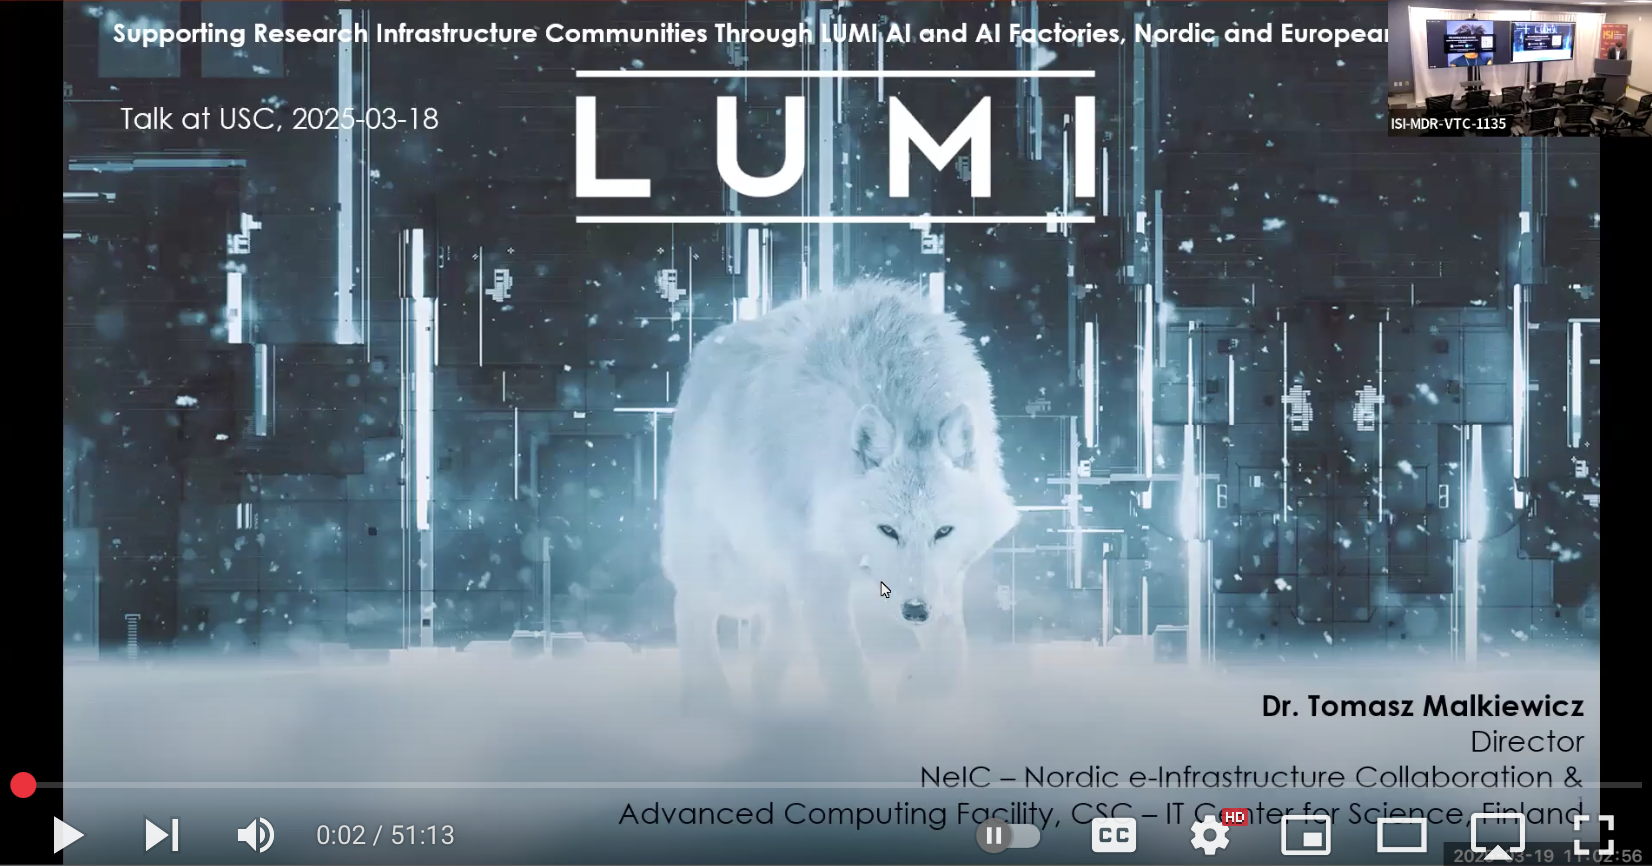 Supporting Research Infrastructure Communities Through LUMI AI and AI Factories, Nordic and European
Talk at USC, 2025-03-18
LUMI
ISI
ISI-MDR-VTC-1135
Dr. Tomasz Malkiewicz
Director
NeIC – Nordic e-Infrastructure Collaboration &
Advanced Computing Facility, CSC – IT Center for Science, Finland
0:02 / 51:13
CC
HD